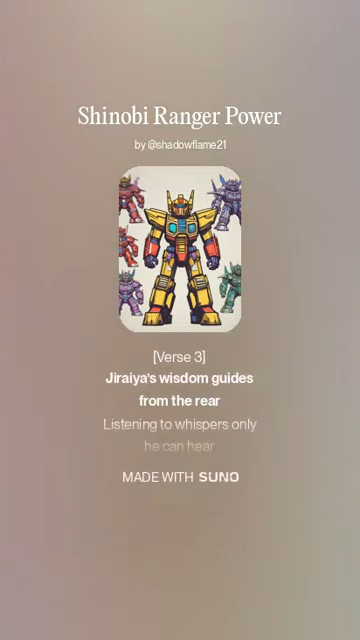 Shinobi Ranger Power
by @shadowflame21
[Verse 3]
Jiraiya's wisdom guides
from the rear
Listening to whispers only
he can hear
MADE WITH SUNO